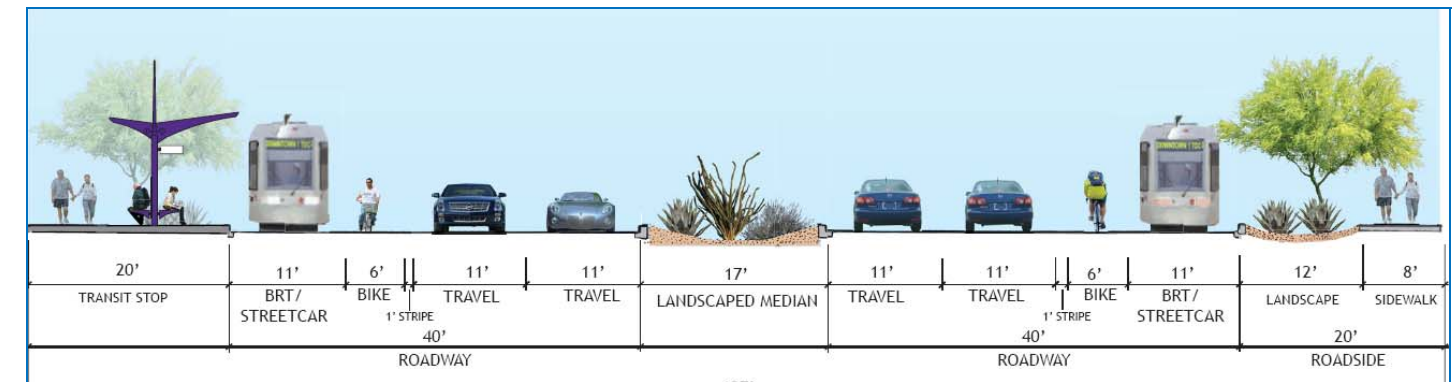 20' 11' 6' 11' 11' 17' 11' 11' 6' 11' 12' 8'
TRANSIT STOP BRT/ STREETCAR BIKE TRAVEL TRAVEL LANDSCAPED MEDIAN TRAVEL TRAVEL BIKE BRT/ STREETCAR LANDSCAPE SIDEWALK
1' STRIPE 1' STRIPE
40' 40' 20'
ROADWAY ROADWAY ROADSIDE